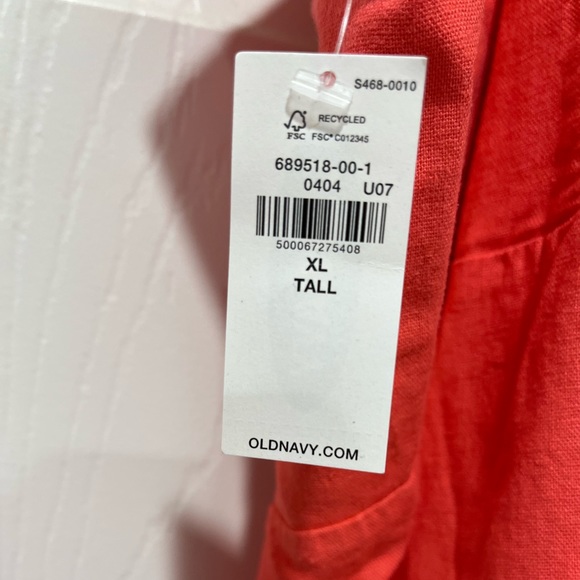 S468-0010
RECYCLED
FSC FSC® C012345
689518-00-1
0404 U07
500067275408
XL
TALL
OLDNAVY.COM